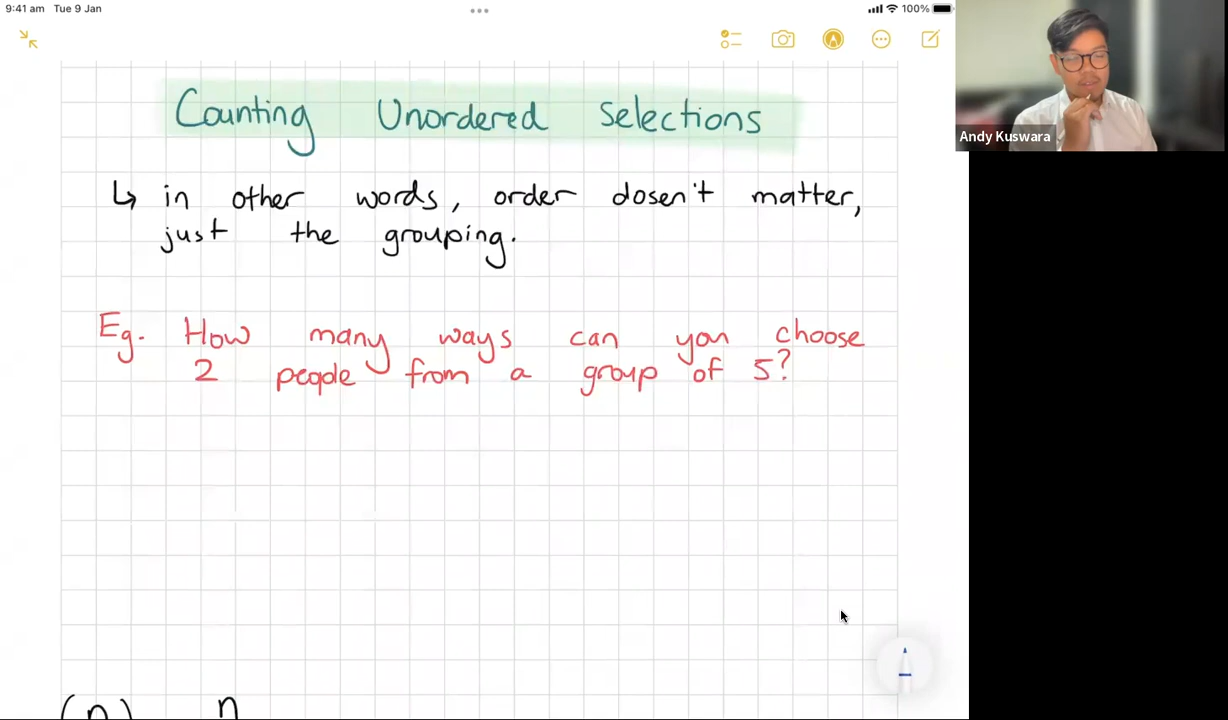 9:41 am Tue 9 Jan
100%
Andy Kuswara
Counting Unordered Selections
↳ in other words, order dosen't matter,
just the grouping.
Eg. How many ways can you choose
2 people from a group of 5?
(n) n